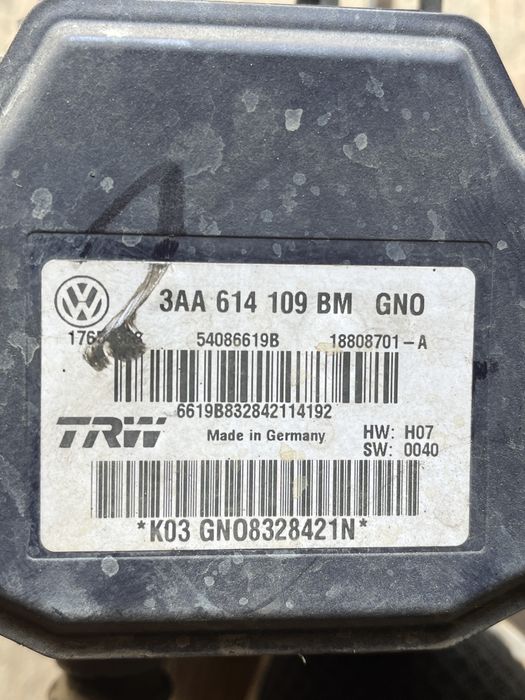 3AA 614 109 BM GNO
54086619B 18808701-A
6619B832842114192
TRW Made in Germany HW: H07
SW: 0040
*K03 GNO8328421N*